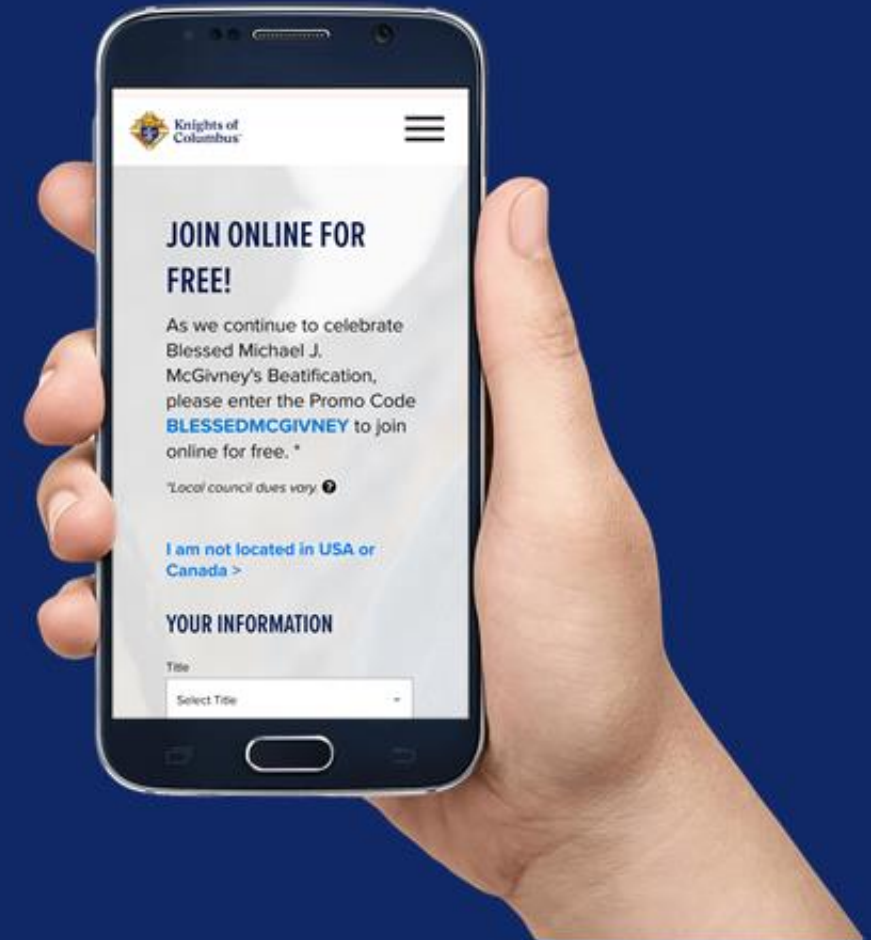 Knights of
Columbus
JOIN ONLINE FOR
FREE!
As we continue to celebrate
Blessed Michael J.
McGivney's Beatification,
please enter the Promo Code
BLESSEDMCGIVNEY to join
online for free. *
*Local council dues vary. ?
I am not located in USA or
Canada >
YOUR INFORMATION
Title
Select Title